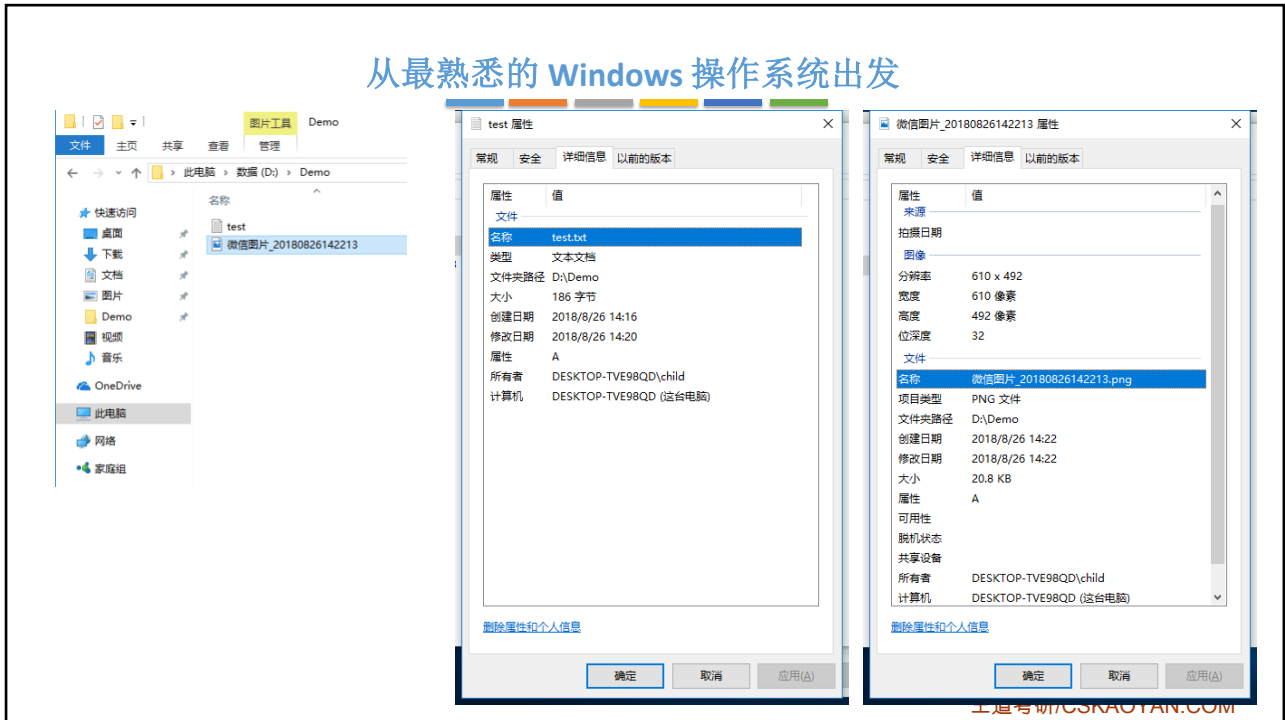 从最熟悉的 Windows 操作系统出发
图片工具 Demo
文件 主页 共享 查看 管理
此电脑 › 数据 (D:) › Demo
名称
快速访问
桌面
下载
文档
图片
Demo
视频
音乐
OneDrive
此电脑
网络
家庭组
test
微信图片_20180826142213
test 属性
常规 安全 详细信息 以前的版本
属性 值
文件
名称 test.txt
类型 文本文档
文件夹路径 D:\Demo
大小 186 字节
创建日期 2018/8/26 14:16
修改日期 2018/8/26 14:20
属性 A
所有者 DESKTOP-TVE98QD\child
计算机 DESKTOP-TVE98QD (这台电脑)
删除属性和个人信息
确定 取消 应用(A)
微信图片_20180826142213 属性
常规 安全 详细信息 以前的版本
属性 值
来源
拍摄日期
图像
分辨率 610 x 492
宽度 610 像素
高度 492 像素
位深度 32
文件
名称 微信图片_20180826142213.png
项目类型 PNG 文件
文件夹路径 D:\Demo
创建日期 2018/8/26 14:22
修改日期 2018/8/26 14:22
大小 20.8 KB
属性 A
可用性
脱机状态
共享设备
所有者 DESKTOP-TVE98QD\child
计算机 DESKTOP-TVE98QD (这台电脑)
删除属性和个人信息
确定 取消 应用(A)
王道考研/CSKAOYAN.COM